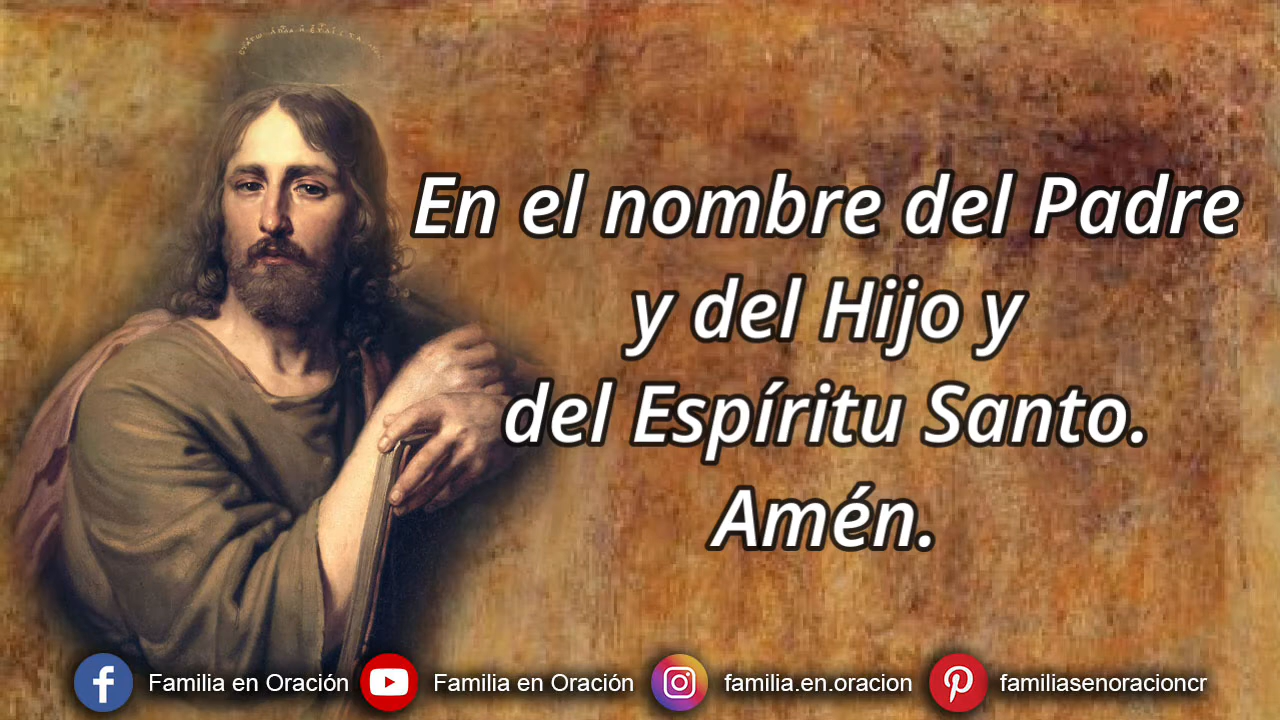 En el nombre del Padre
y del Hijo y
del Espíritu Santo.
Amén.
Familia en Oración
Familia en Oración
familia.en.oracion
familiasenoracioncr